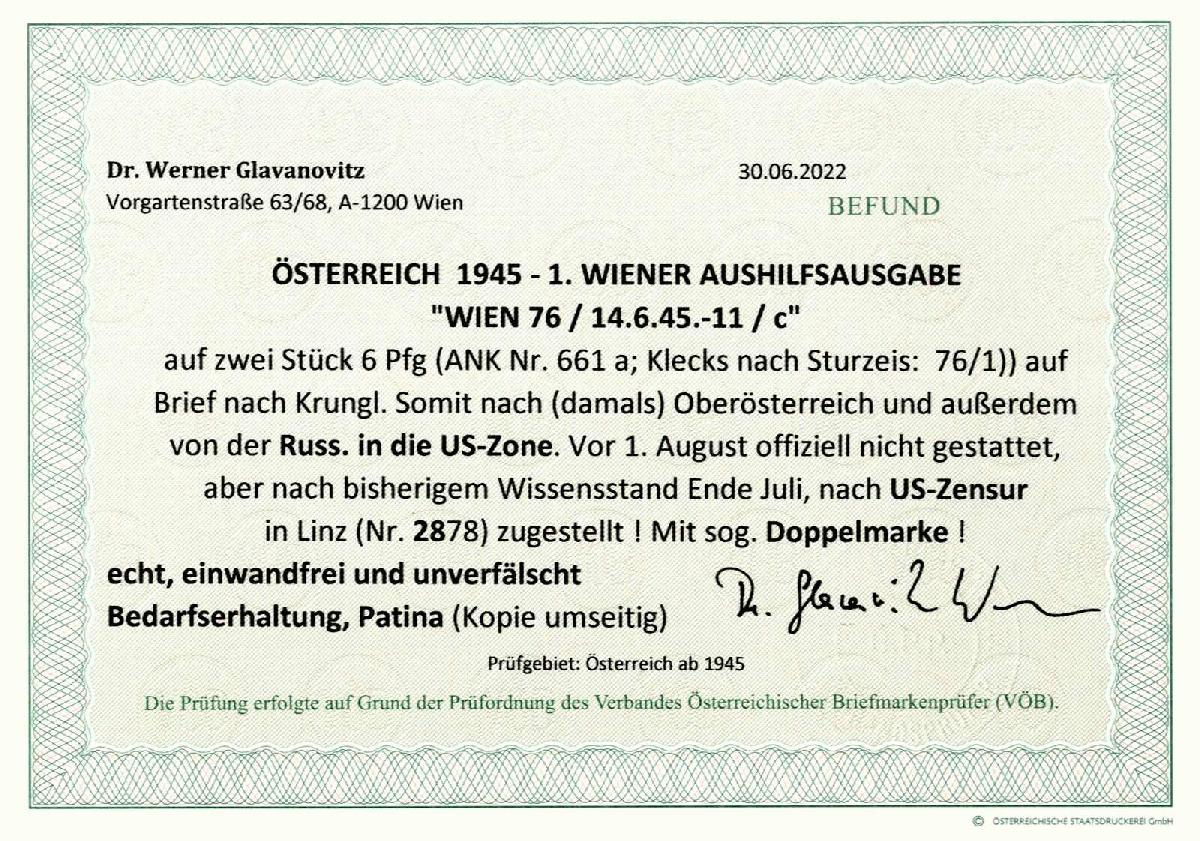 Dr. Werner Glavanovitz
30.06.2022
Vorgartenstraße 63/68, A-1200 Wien
BEFUND
ÖSTERREICH 1945 - 1. WIENER AUSHILFSAUSGABE
"WIEN 76 / 14.6.45.-11 / c"
auf zwei Stück 6 Pfg (ANK Nr. 661 a; Klecks nach Sturzeis: 76/1)) auf
Brief nach Krungl. Somit nach (damals) Oberösterreich und außerdem
von der Russ. in die US-Zone. Vor 1. August offiziell nicht gestattet,
aber nach bisherigem Wissensstand Ende Juli, nach US-Zensur
in Linz (Nr. 2878) zugestellt ! Mit sog. Doppelmarke !
echt, einwandfrei und unverfälscht
Bedarfserhaltung, Patina (Kopie umseitig)
Prüfgebiet: Österreich ab 1945
Die Prüfung erfolgte auf Grund der Prüfordnung des Verbandes Österreichischer Briefmarkenprüfer (VÖB).
© ÖSTERREICHISCHE STAATSDRUCKEREI GmbH